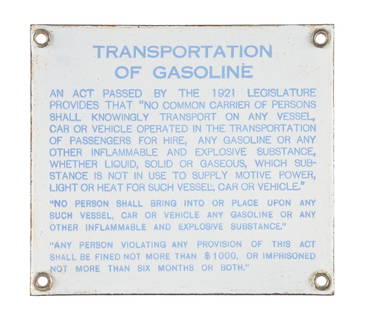 TRANSPORTATION
OF GASOLINE
AN ACT PASSED BY THE 1921 LEGISLATURE
PROVIDES THAT "NO COMMON CARRIER OF PERSONS
SHALL KNOWINGLY TRANSPORT ON ANY VESSEL,
CAR OR VEHICLE OPERATED IN THE TRANSPORTATION
OF PASSENGERS FOR HIRE, ANY GASOLINE OR ANY
OTHER INFLAMMABLE AND EXPLOSIVE SUBSTANCE,
WHETHER LIQUID, SOLID OR GASEOUS, WHICH SUB-
STANCE IS NOT IN USE TO SUPPLY MOTIVE POWER,
LIGHT OR HEAT FOR SUCH VESSEL, CAR OR VEHICLE."
"NO PERSON SHALL BRING INTO OR PLACE UPON ANY
SUCH VESSEL, CAR OR VEHICLE ANY GASOLINE OR ANY
OTHER INFLAMMABLE AND EXPLOSIVE SUBSTANCE."
"ANY PERSON VIOLATING ANY PROVISION OF THIS ACT
SHALL BE FINED NOT MORE THAN $1000, OR IMPRISONED
NOT MORE THAN SIX MONTHS OR BOTH."